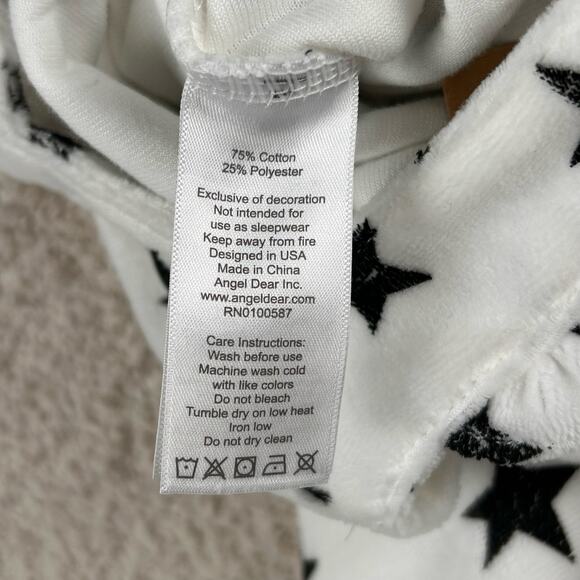 75% Cotton
25% Polyester
Exclusive of decoration
Not intended for
use as sleepwear
Keep away from fire
Designed in USA
Made in China
Angel Dear Inc.
www.angeldear.com
RN0100587
Care Instructions:
Wash before use
Machine wash cold
with like colors
Do not bleach
Tumble dry on low heat
Iron low
Do not dry clean